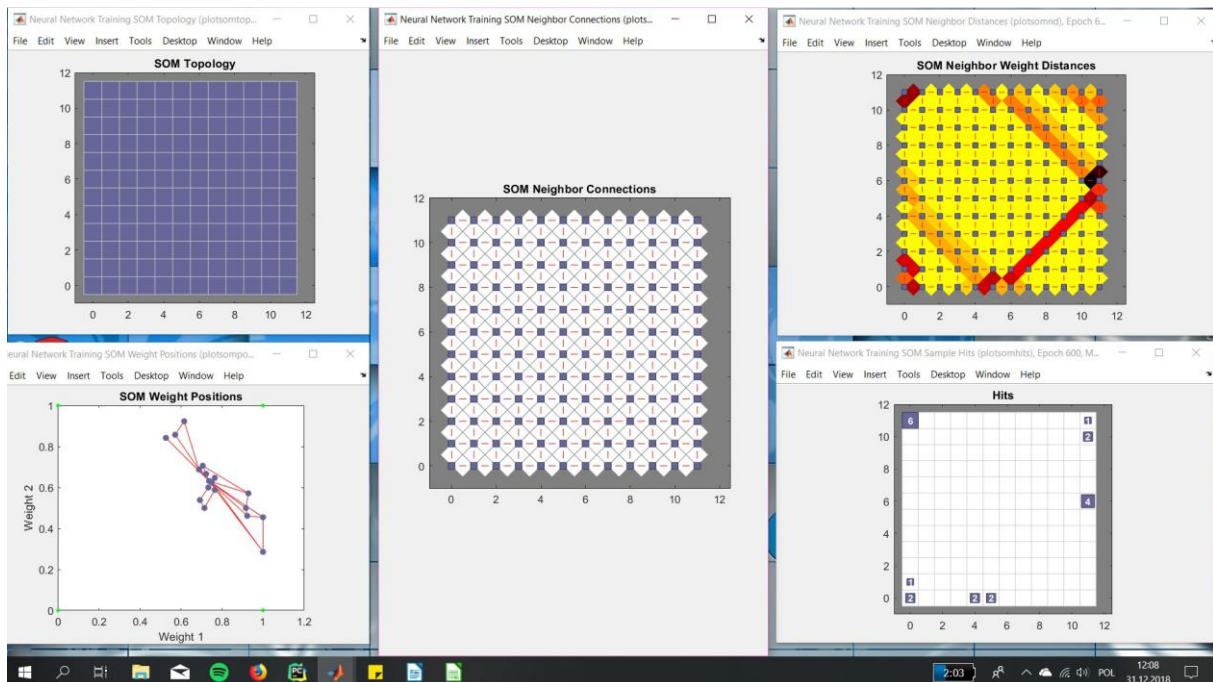 Neural Network Training SOM Topology (plotsomtop...
File Edit View Insert Tools Desktop Window Help
SOM Topology
12
10
8
6
4
2
0
0 2 4 6 8 10 12
eural Network Training SOM Weight Positions (plotsompo...
File Edit View Insert Tools Desktop Window Help
SOM Weight Positions
1
0.8
0.6
0.4
0.2
0
Weight 2
0 0.2 0.4 0.6 0.8 1 1.2
Weight 1
Neural Network Training SOM Neighbor Connections (plots...
File Edit View Insert Tools Desktop Window Help
SOM Neighbor Connections
12
10
8
6
4
2
0
0 2 4 6 8 10 12
Neural Network Training SOM Neighbor Distances (plotsomnd), Epoch 6...
File Edit View Insert Tools Desktop Window Help
SOM Neighbor Weight Distances
12
10
8
6
4
2
0
0 2 4 6 8 10 12
Neural Network Training SOM Sample Hits (plotsomhits), Epoch 600, M...
File Edit View Insert Tools Desktop Window Help
Hits
12
10
8
6
4
2
0
6 1
2
4
1
2 2 2
0 2 4 6 8 10 12
PC
2:03 POL 12:08
31.12.2018